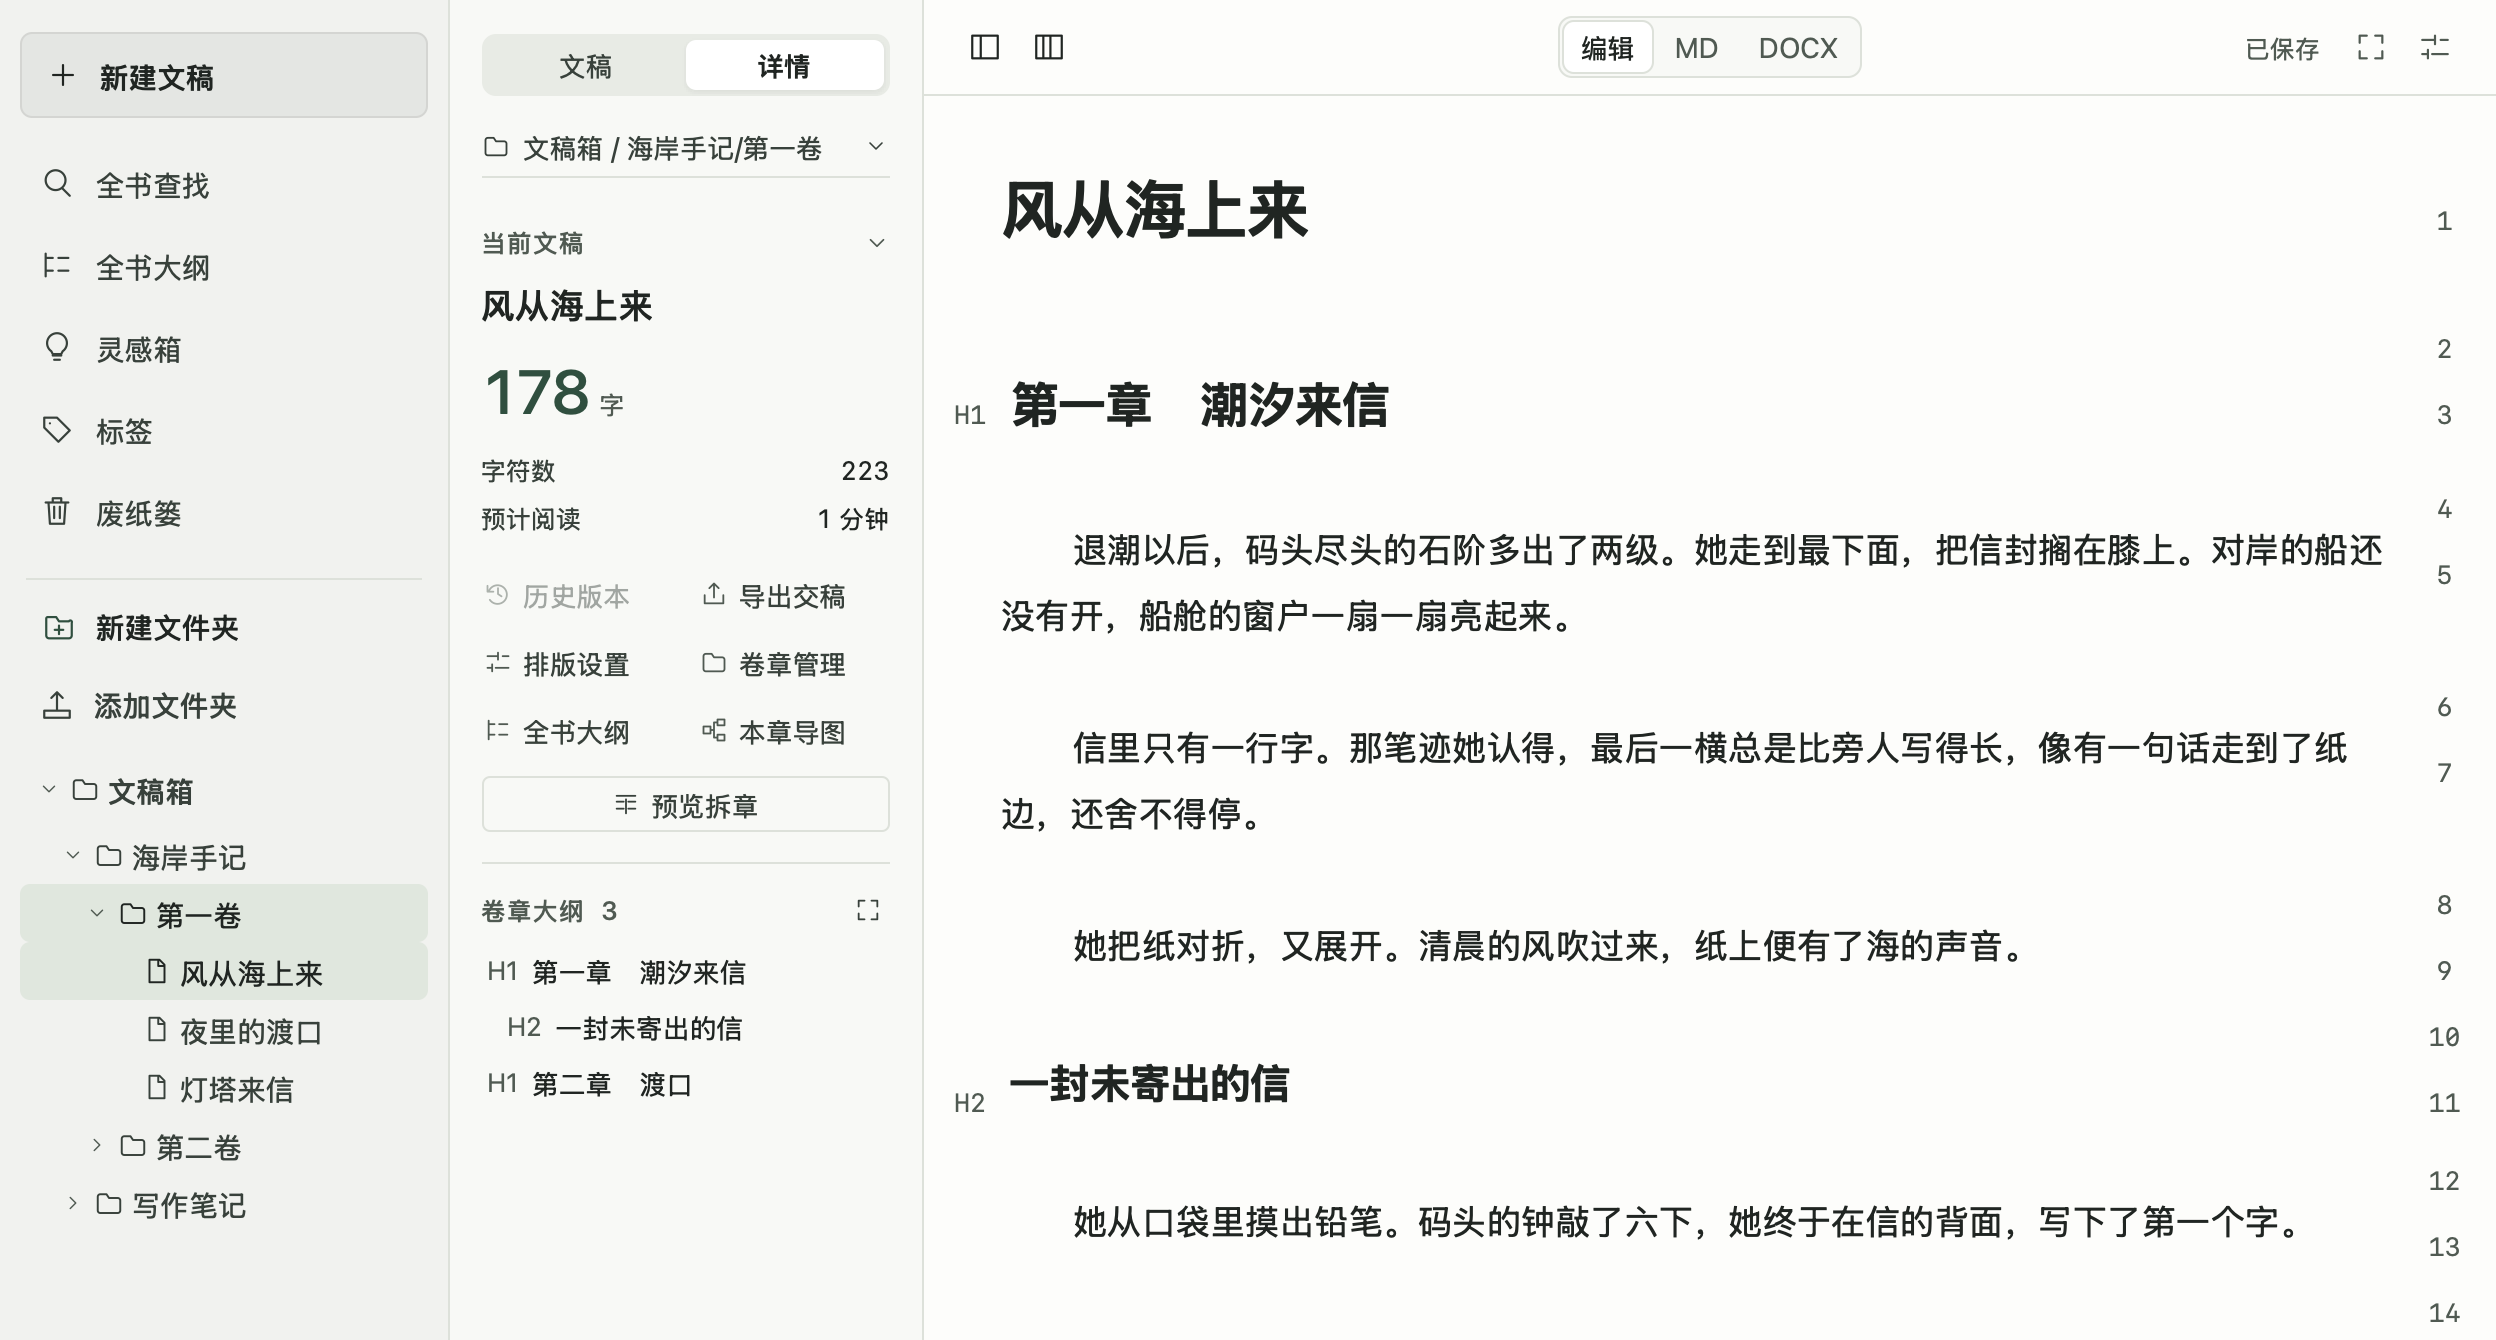 新建文稿
全书查找
全书大纲
灵感箱
标签
废纸篓
新建文件夹
添加文件夹
文稿箱
海岸手记
第一卷
风从海上来
夜里的渡口
灯塔来信
第二卷
写作笔记
文稿 详情
文稿箱 / 海岸手记/第一卷
当前文稿
风从海上来
178 字
字符数 223
预计阅读 1 分钟
历史版本 导出交稿
排版设置 卷章管理
全书大纲 本章导图
预览拆章
卷章大纲 3
H1 第一章　潮汐来信
H2 一封未寄出的信
H1 第二章　渡口
编辑 MD DOCX 已保存
风从海上来 1
2
H1 第一章　潮汐来信 3
4
退潮以后，码头尽头的石阶多出了两级。她走到最下面，把信封搁在膝上。对岸的船还
5
没有开，船舱的窗户一扇一扇亮起来。
6
信里只有一行字。那笔迹她认得，最后一横总是比旁人写得长，像有一句话走到了纸
7
边，还舍不得停。
8
她把纸对折，又展开。清晨的风吹过来，纸上便有了海的声音。
9
10
H2 一封未寄出的信 11
12
她从口袋里摸出铅笔。码头的钟敲了六下，她终于在信的背面，写下了第一个字。
13
14